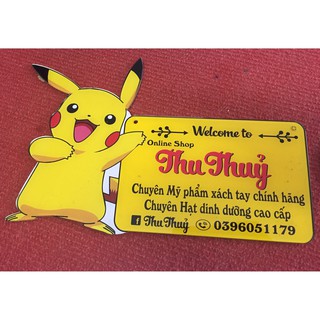 Welcome to
Online Shop
Thu Thuỷ
Chuyên Mỹ phẩm xách tay chính hãng
Chuyên Hạt dinh dưỡng cao cấp
f Thu Thuỷ 0396051179